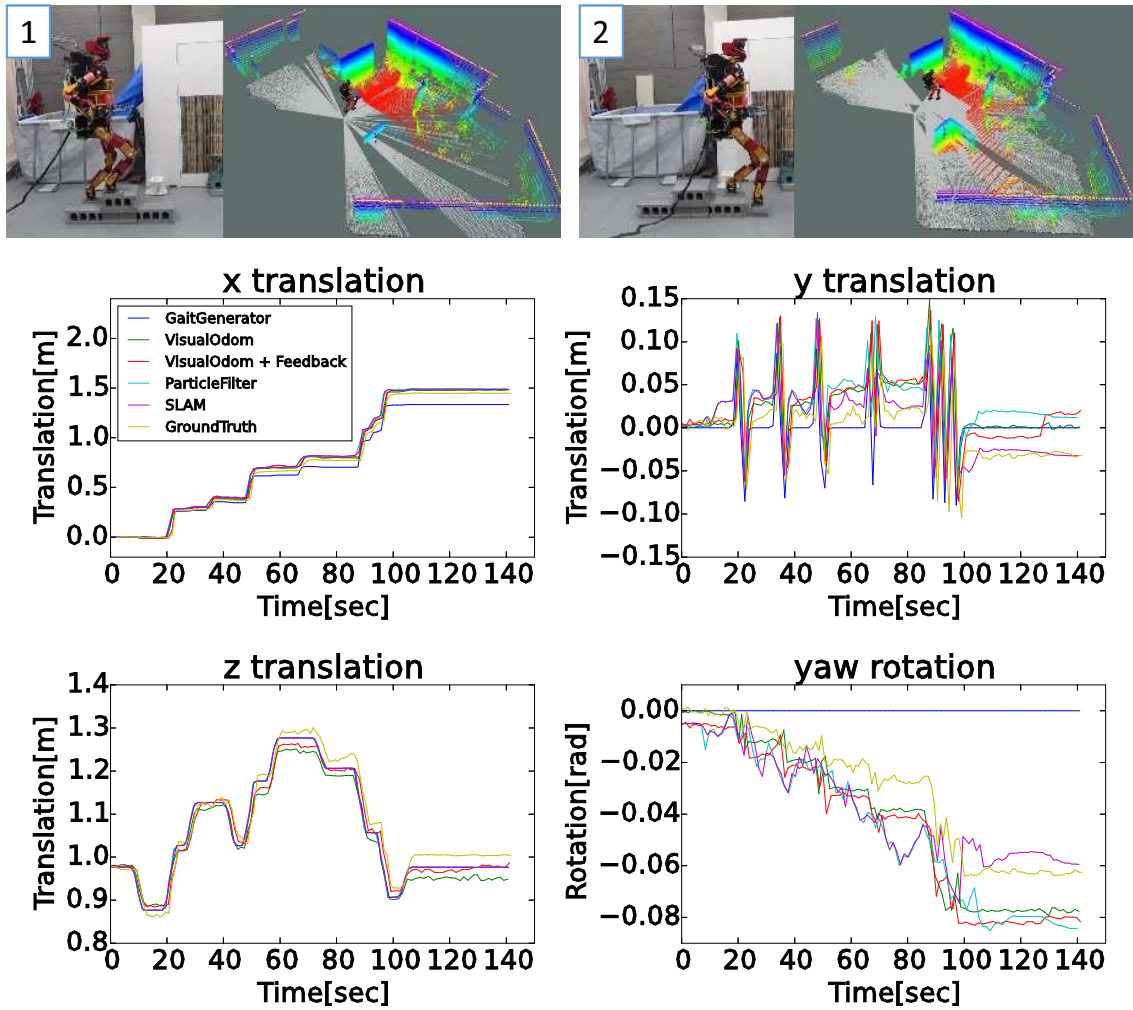 1
2
x translation
2.0
1.5
1.0
0.5
0.0
Translation[m]
GaitGenerator
VisualOdom
VisualOdom + Feedback
ParticleFilter
SLAM
GroundTruth
0 20 40 60 80 100 120 140
Time[sec]
y translation
0.15
0.10
0.05
0.00
−0.05
−0.10
−0.15
Translation[m]
0 20 40 60 80 100 120 140
Time[sec]
z translation
1.4
1.3
1.2
1.1
1.0
0.9
0.8
Translation[m]
0 20 40 60 80 100 120 140
Time[sec]
yaw rotation
0.00
−0.02
−0.04
−0.06
−0.08
Rotation[rad]
0 20 40 60 80 100 120 140
Time[sec]